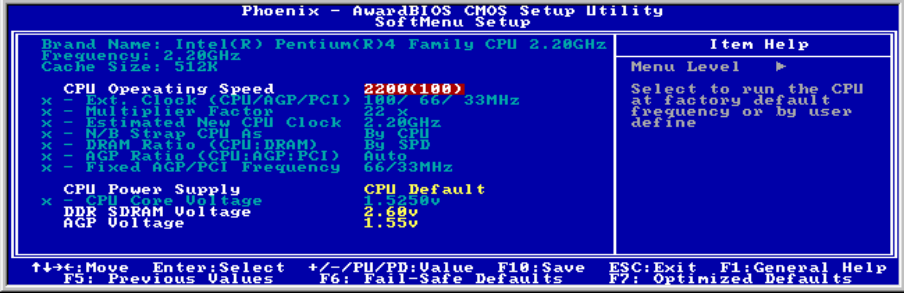 Phoenix - AwardBIOS CMOS Setup Utility
SoftMenu Setup
Brand Name: Intel(R) Pentium(R)4 Family CPU 2.20GHz
Frequency: 2.20GHz
Cache Size: 512K
CPU Operating Speed 2200(100)
x - Ext. Clock (CPU/AGP/PCI) 100/ 66/ 33MHz
x - Multiplier Factor 22 x
x - Estimated New CPU Clock 2.20GHz
x - N/B Strap CPU As By CPU
x - DRAM Ratio (CPU:DRAM) By SPD
x - AGP Ratio (CPU:AGP:PCI) Auto
x - Fixed AGP/PCI Frequency 66/33MHz
CPU Power Supply CPU Default
x - CPU Core Voltage 1.5250v
DDR SDRAM Voltage 2.60v
AGP Voltage 1.55v
Item Help
Menu Level ►
Select to run the CPU
at factory default
frequency or by user
define
↑↓→←:Move Enter:Select +/-/PU/PD:Value F10:Save ESC:Exit F1:General Help
F5: Previous Values F6: Fail-Safe Defaults F7: Optimized Defaults